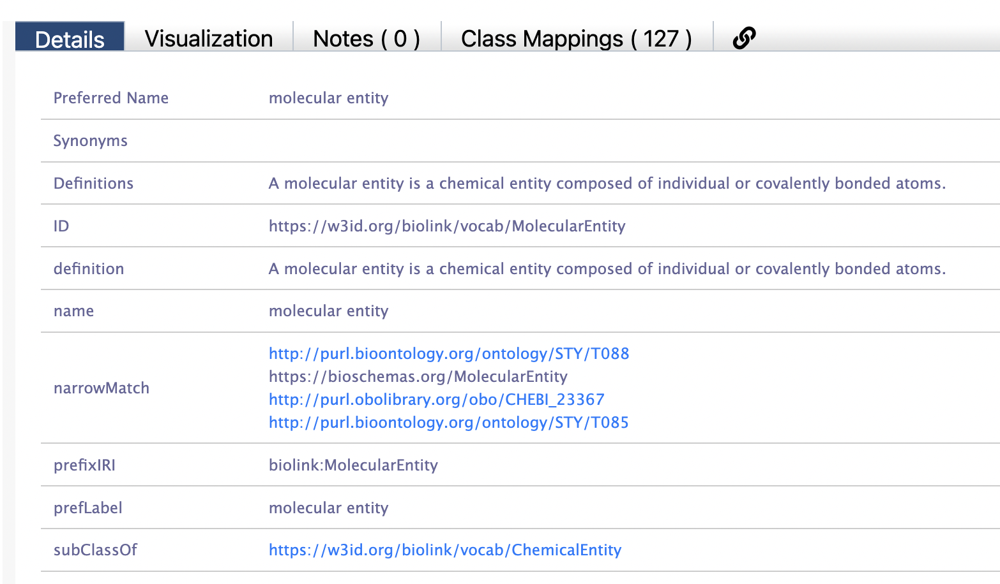 Details Visualization Notes ( 0 ) Class Mappings ( 127 )
Preferred Name molecular entity
Synonyms
Definitions A molecular entity is a chemical entity composed of individual or covalently bonded atoms.
ID https://w3id.org/biolink/vocab/MolecularEntity
definition A molecular entity is a chemical entity composed of individual or covalently bonded atoms.
name molecular entity
narrowMatch
http://purl.bioontology.org/ontology/STY/T088
https://bioschemas.org/MolecularEntity
http://purl.obolibrary.org/obo/CHEBI_23367
http://purl.bioontology.org/ontology/STY/T085
prefixIRI biolink:MolecularEntity
prefLabel molecular entity
subClassOf https://w3id.org/biolink/vocab/ChemicalEntity